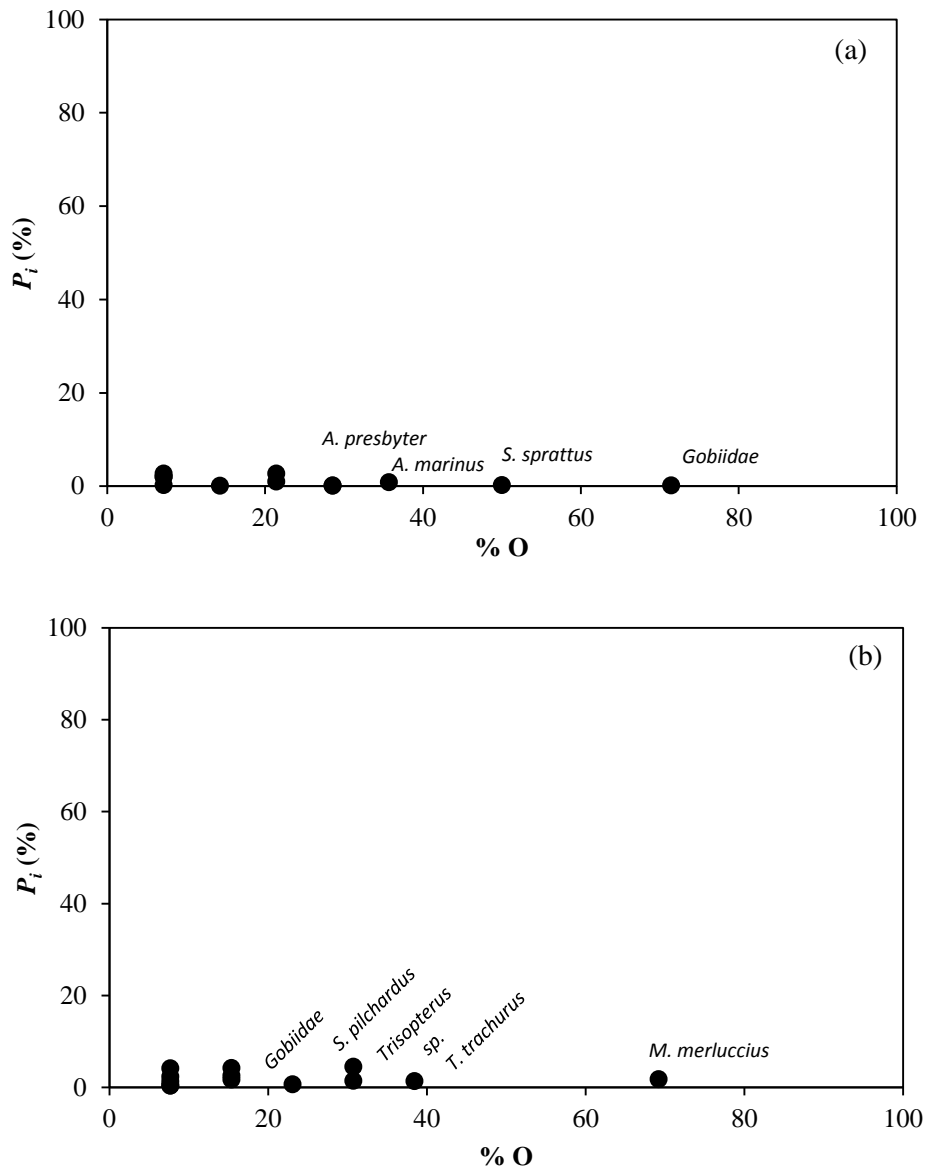 100
(a)
80
60
P_i (%)
40
20
A. presbyter
A. marinus
S. sprattus
Gobiidae
0
0 20 40 60 80 100
% O
100
(b)
80
60
P_i (%)
40
20
Gobiidae
S. pilchardus
Trisopterus
sp.
T. trachurus
M. merluccius
0
0 20 40 60 80 100
% O